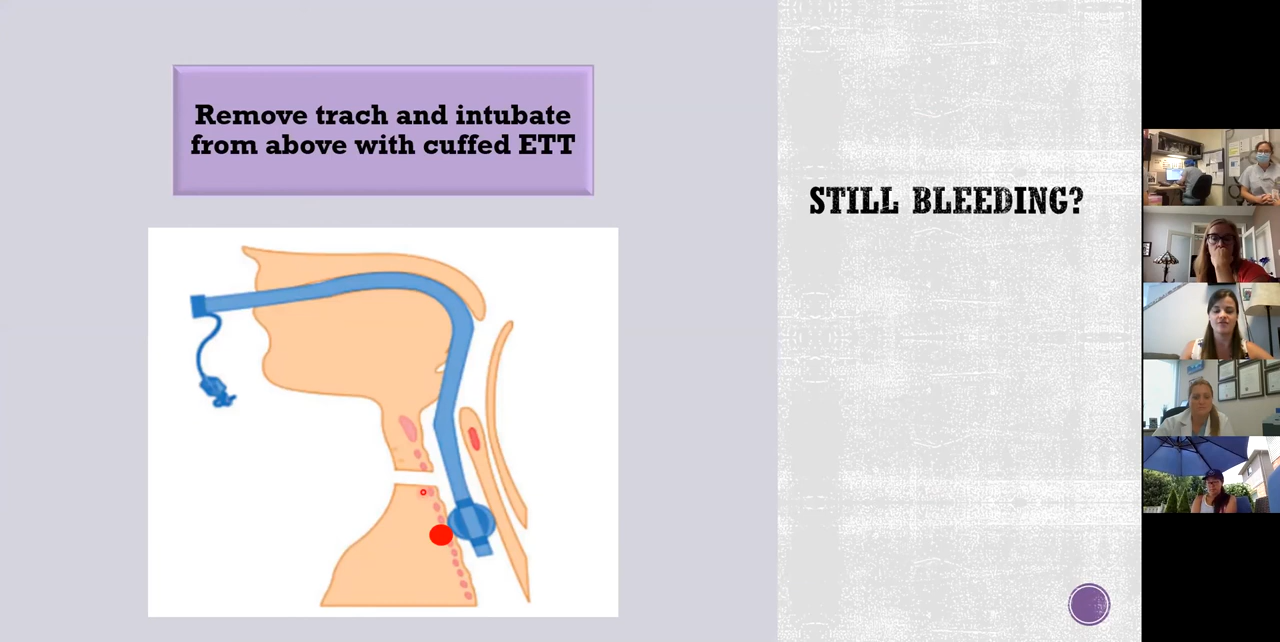 Remove trach and intubate
from above with cuffed ETT
STILL BLEEDING?